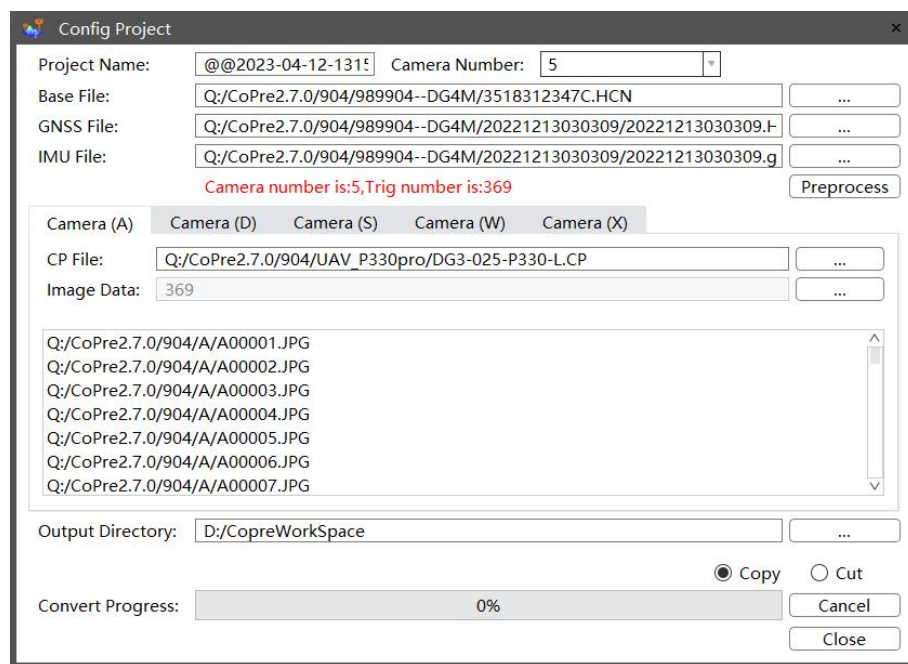 Config Project
Project Name: @@2023-04-12-1315 Camera Number: 5
Base File: Q:/CoPre2.7.0/904/989904--DG4M/3518312347C.HCN ...
GNSS File: Q:/CoPre2.7.0/904/989904--DG4M/20221213030309/20221213030309.H ...
IMU File: Q:/CoPre2.7.0/904/989904--DG4M/20221213030309/20221213030309.g ...
Camera number is:5,Trig number is:369 Preprocess
Camera (A) Camera (D) Camera (S) Camera (W) Camera (X)
CP File: Q:/CoPre2.7.0/904/UAV_P330pro/DG3-025-P330-L.CP ...
Image Data: 369 ...
Q:/CoPre2.7.0/904/A/A00001.JPG
Q:/CoPre2.7.0/904/A/A00002.JPG
Q:/CoPre2.7.0/904/A/A00003.JPG
Q:/CoPre2.7.0/904/A/A00004.JPG
Q:/CoPre2.7.0/904/A/A00005.JPG
Q:/CoPre2.7.0/904/A/A00006.JPG
Q:/CoPre2.7.0/904/A/A00007.JPG
Output Directory: D:/CopreWorkSpace ...
Copy Cut
Convert Progress: 0% Cancel
Close